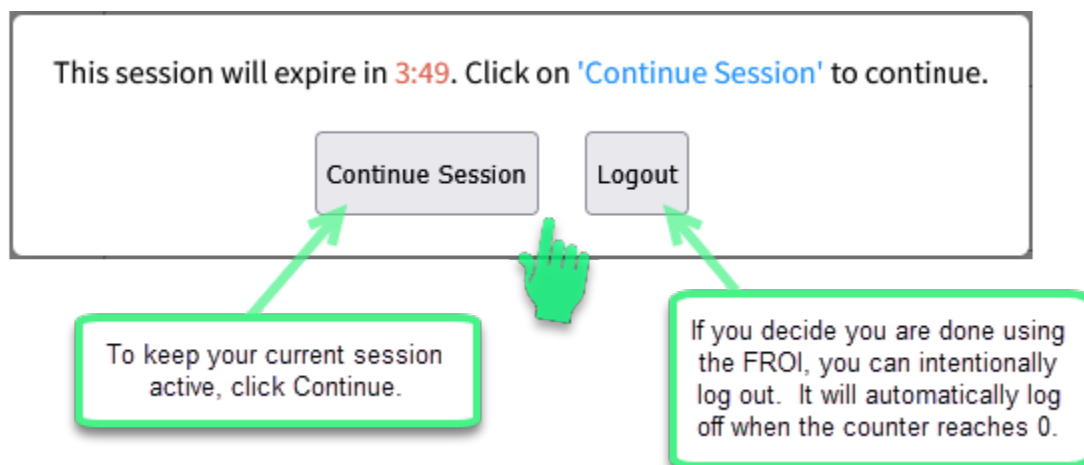 This session will expire in 3:49. Click on 'Continue Session' to continue.
Continue Session
Logout
To keep your current session
active, click Continue.
If you decide you are done using
the FROI, you can intentionally
log out.  It will automatically log
off when the counter reaches 0.